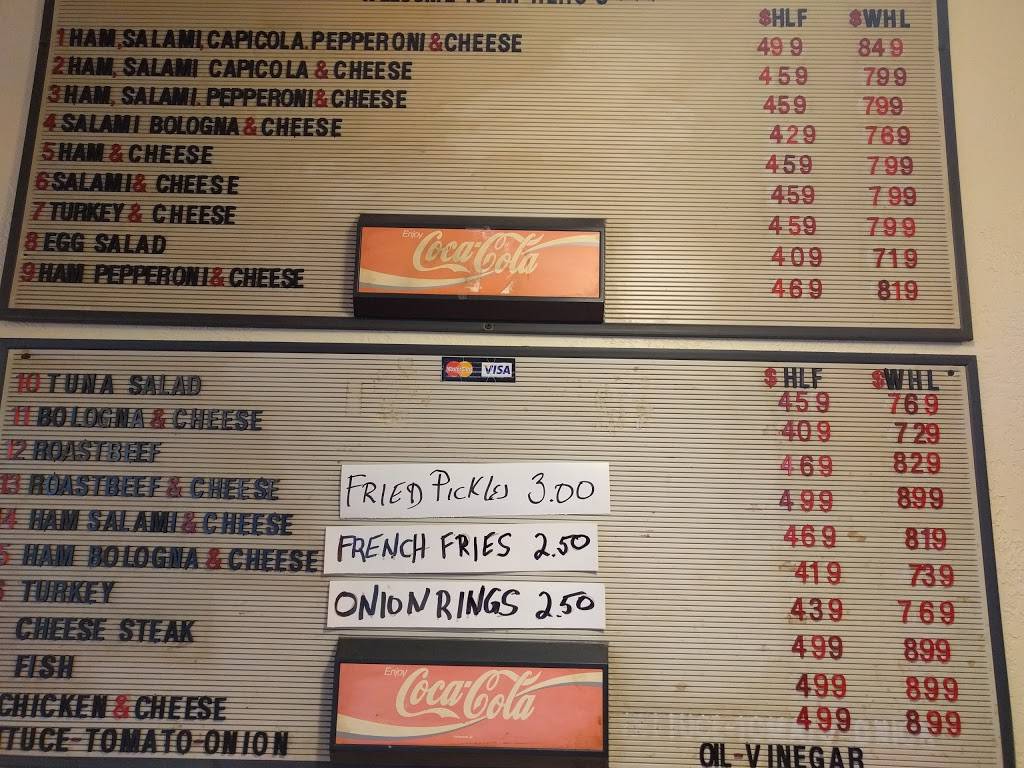 $HLF $WHL
1 HAM, SALAMI, CAPICOLA. PEPPERONI & CHEESE 499 849
2 HAM, SALAMI CAPICOLA & CHEESE 459 799
3 HAM, SALAMI. PEPPERONI & CHEESE 459 799
4 SALAMI BOLOGNA & CHEESE 429 769
5 HAM & CHEESE 459 799
6 SALAMI & CHEESE 459 799
7 TURKEY & CHEESE 459 799
8 EGG SALAD 409 719
9 HAM PEPPERONI & CHEESE 469 819
Enjoy
Coca-Cola
MasterCard VISA
$HLF $WHL
10 TUNA SALAD 459 769
11 BOLOGNA & CHEESE 409 729
12 ROASTBEEF 469 829
13 ROASTBEEF & CHEESE 499 899
4 HAM SALAMI & CHEESE 469 819
5 HAM BOLOGNA & CHEESE 419 739
6 TURKEY 439 769
CHEESE STEAK 499 899
FISH 499 899
CHICKEN & CHEESE 499 899
TTUCE-TOMATO-ONION OIL-VINEGAR
FRIED PICKLES 3.00
FRENCH FRIES 2.50
ONION RINGS 2.50
Enjoy
Coca-Cola